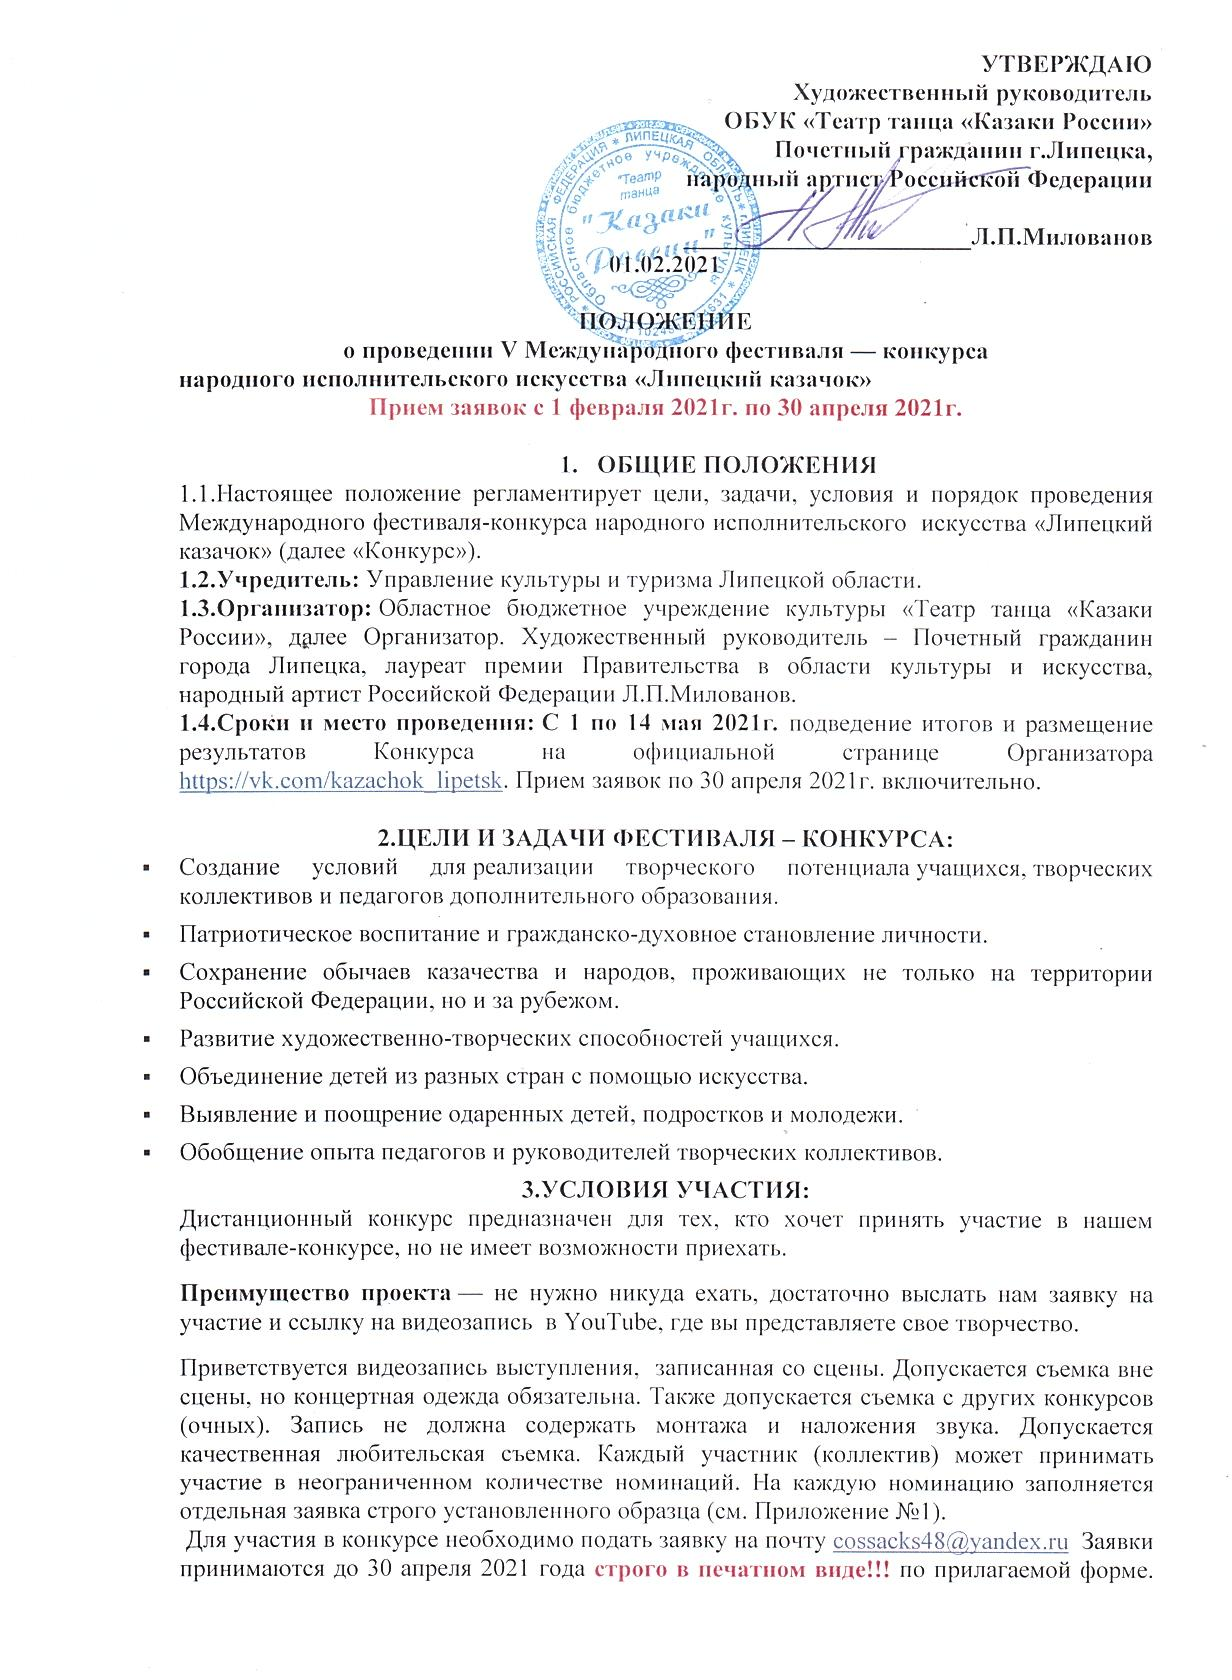 УТВЕРЖДАЮ
Художественный руководитель
ОБУК «Театр танца «Казаки России»
Почетный гражданин г.Липецка,
народный артист Российской Федерации
Л.П.Милованов
РОССИЙСКАЯ ФЕДЕРАЦИЯ * ЛИПЕЦКАЯ ОБЛАСТЬ * г. ЛИПЕЦК *
Областное бюджетное учреждение культуры
"Театр
танца
"Казаки
России"
01.02.2021
ПОЛОЖЕНИЕ
о проведении V Международного фестиваля — конкурса
народного исполнительского искусства «Липецкий казачок»
Прием заявок с 1 февраля 2021г. по 30 апреля 2021г.
1. ОБЩИЕ ПОЛОЖЕНИЯ
1.1.Настоящее положение регламентирует цели, задачи, условия и порядок проведения
Международного фестиваля-конкурса народного исполнительского искусства «Липецкий
казачок» (далее «Конкурс»).
1.2.Учредитель: Управление культуры и туризма Липецкой области.
1.3.Организатор: Областное бюджетное учреждение культуры «Театр танца «Казаки
России», далее Организатор. Художественный руководитель – Почетный гражданин
города Липецка, лауреат премии Правительства в области культуры и искусства,
народный артист Российской Федерации Л.П.Милованов.
1.4.Сроки и место проведения: С 1 по 14 мая 2021г. подведение итогов и размещение
результатов Конкурса на официальной странице Организатора
https://vk.com/kazachok_lipetsk. Прием заявок по 30 апреля 2021г. включительно.
2.ЦЕЛИ И ЗАДАЧИ ФЕСТИВАЛЯ – КОНКУРСА:
▪ Создание условий для реализации творческого потенциала учащихся, творческих
коллективов и педагогов дополнительного образования.
▪ Патриотическое воспитание и гражданско-духовное становление личности.
▪ Сохранение обычаев казачества и народов, проживающих не только на территории
Российской Федерации, но и за рубежом.
▪ Развитие художественно-творческих способностей учащихся.
▪ Объединение детей из разных стран с помощью искусства.
▪ Выявление и поощрение одаренных детей, подростков и молодежи.
▪ Обобщение опыта педагогов и руководителей творческих коллективов.
3.УСЛОВИЯ УЧАСТИЯ:
Дистанционный конкурс предназначен для тех, кто хочет принять участие в нашем
фестивале-конкурсе, но не имеет возможности приехать.
Преимущество проекта — не нужно никуда ехать, достаточно выслать нам заявку на
участие и ссылку на видеозапись в YouTube, где вы представляете свое творчество.
Приветствуется видеозапись выступления, записанная со сцены. Допускается съемка вне
сцены, но концертная одежда обязательна. Также допускается съемка с других конкурсов
(очных). Запись не должна содержать монтажа и наложения звука. Допускается
качественная любительская съемка. Каждый участник (коллектив) может принимать
участие в неограниченном количестве номинаций. На каждую номинацию заполняется
отдельная заявка строго установленного образца (см. Приложение №1).
Для участия в конкурсе необходимо подать заявку на почту cossacks48@yandex.ru Заявки
принимаются до 30 апреля 2021 года строго в печатном виде!!! по прилагаемой форме.